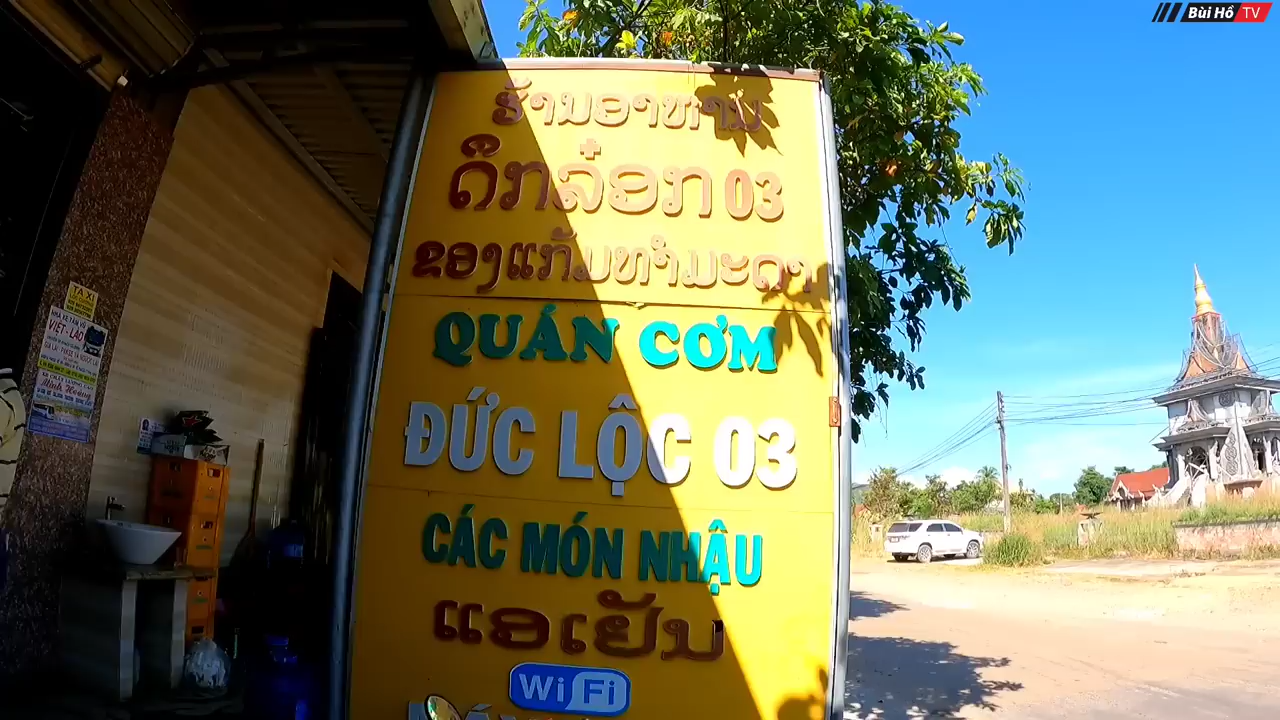 Bùi Hồ TV
ຮ້ານອາຫານ
ດຶກລ໋ອກ 03
ຂອງແກ້ມທຳມະດາ
QUÁN CƠM
ĐỨC LỘC 03
CÁC MÓN NHẬU
ແອເຢັນ
WiFi
TAXI
VIỆT - LÀO